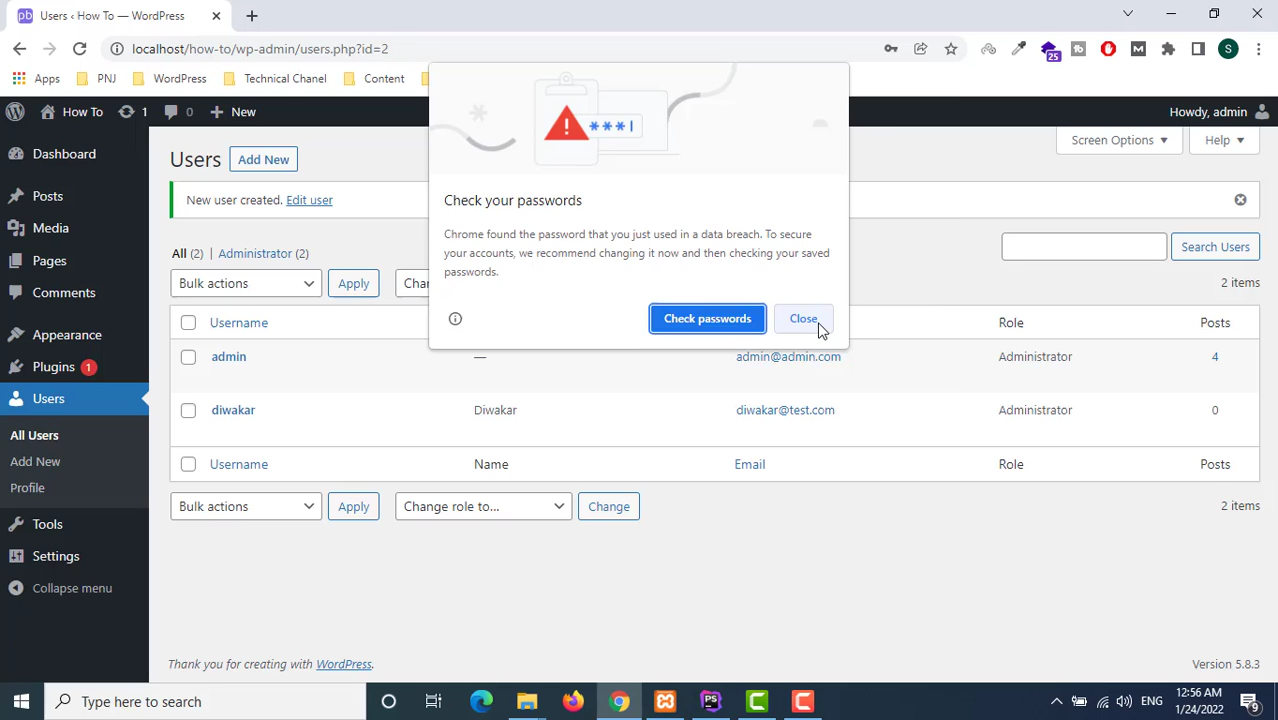 Users ‹ How To — WordPress
localhost/how-to/wp-admin/users.php?id=2
25
S
Apps PNJ WordPress Technical Chanel Content
How To 1 0 New Howdy, admin
Dashboard
Posts
Media
Pages
Comments
Appearance
Plugins 1
Users
All Users
Add New
Profile
Tools
Settings
Collapse menu
Users Add New
Screen Options Help
New user created. Edit user
All (2) | Administrator (2)
Search Users
Bulk actions Apply Cha
2 items
Check your passwords
Chrome found the password that you just used in a data breach. To secure
your accounts, we recommend changing it now and then checking your saved
passwords.
Check passwords Close
Username Role Posts
admin — admin@admin.com Administrator 4
diwakar Diwakar diwakar@test.com Administrator 0
Username Name Email Role Posts
Bulk actions Apply Change role to... Change 2 items
Thank you for creating with WordPress. Version 5.8.3
Type here to search
PS
C
C
ENG
12:56 AM
1/24/2022
9